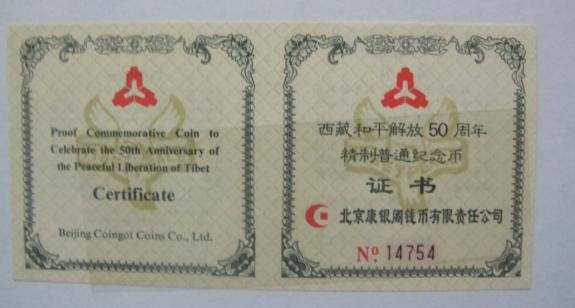 Proof Commemorative Coin to
Celebrate the 50th Anniversary of
the Peaceful Liberation of Tibet
Certificate
Beijing Coingot Coins Co., Ltd.
西藏和平解放50周年
精制普通纪念币
证书
北京康银阁钱币有限责任公司
Nº 14754